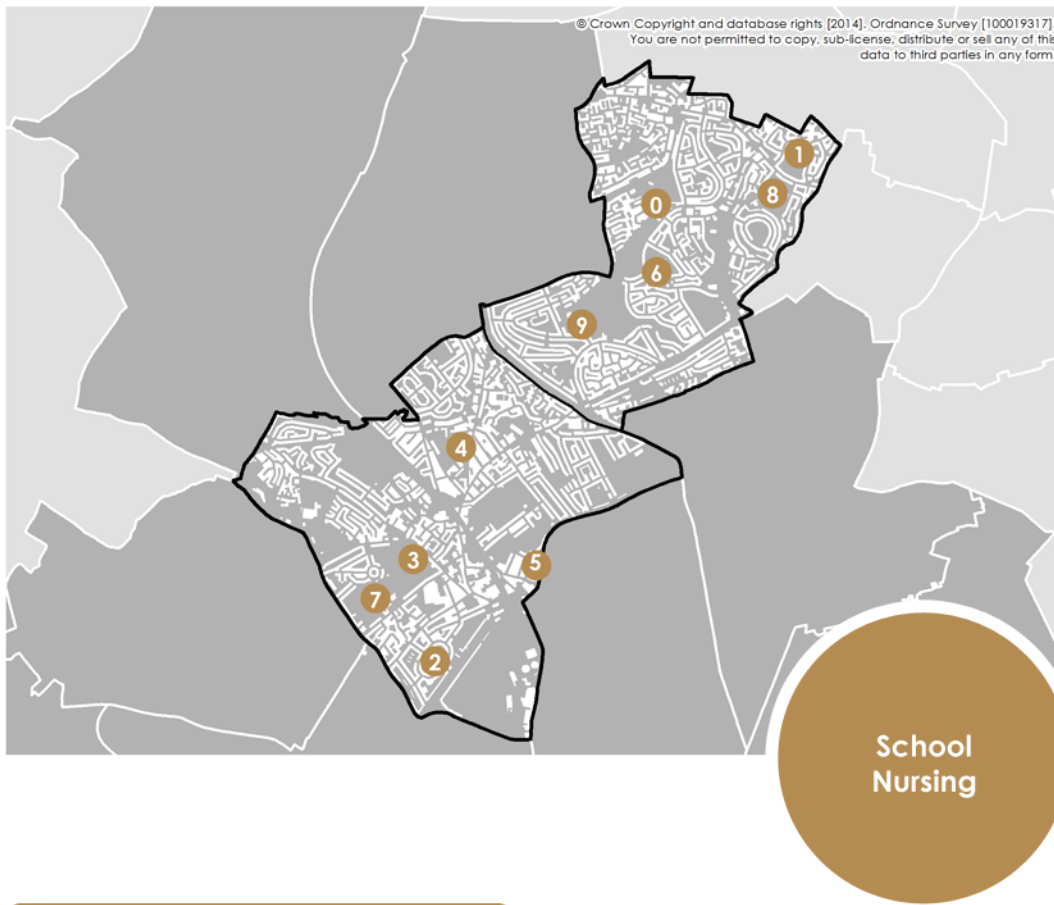 © Crown Copyright and database rights [2014]. Ordnance Survey [100019317].
You are not permitted to copy, sub-license, distribute or sell any of this
data to third parties in any form.
1
8
0
6
9
4
3
5
7
2
School
Nursing